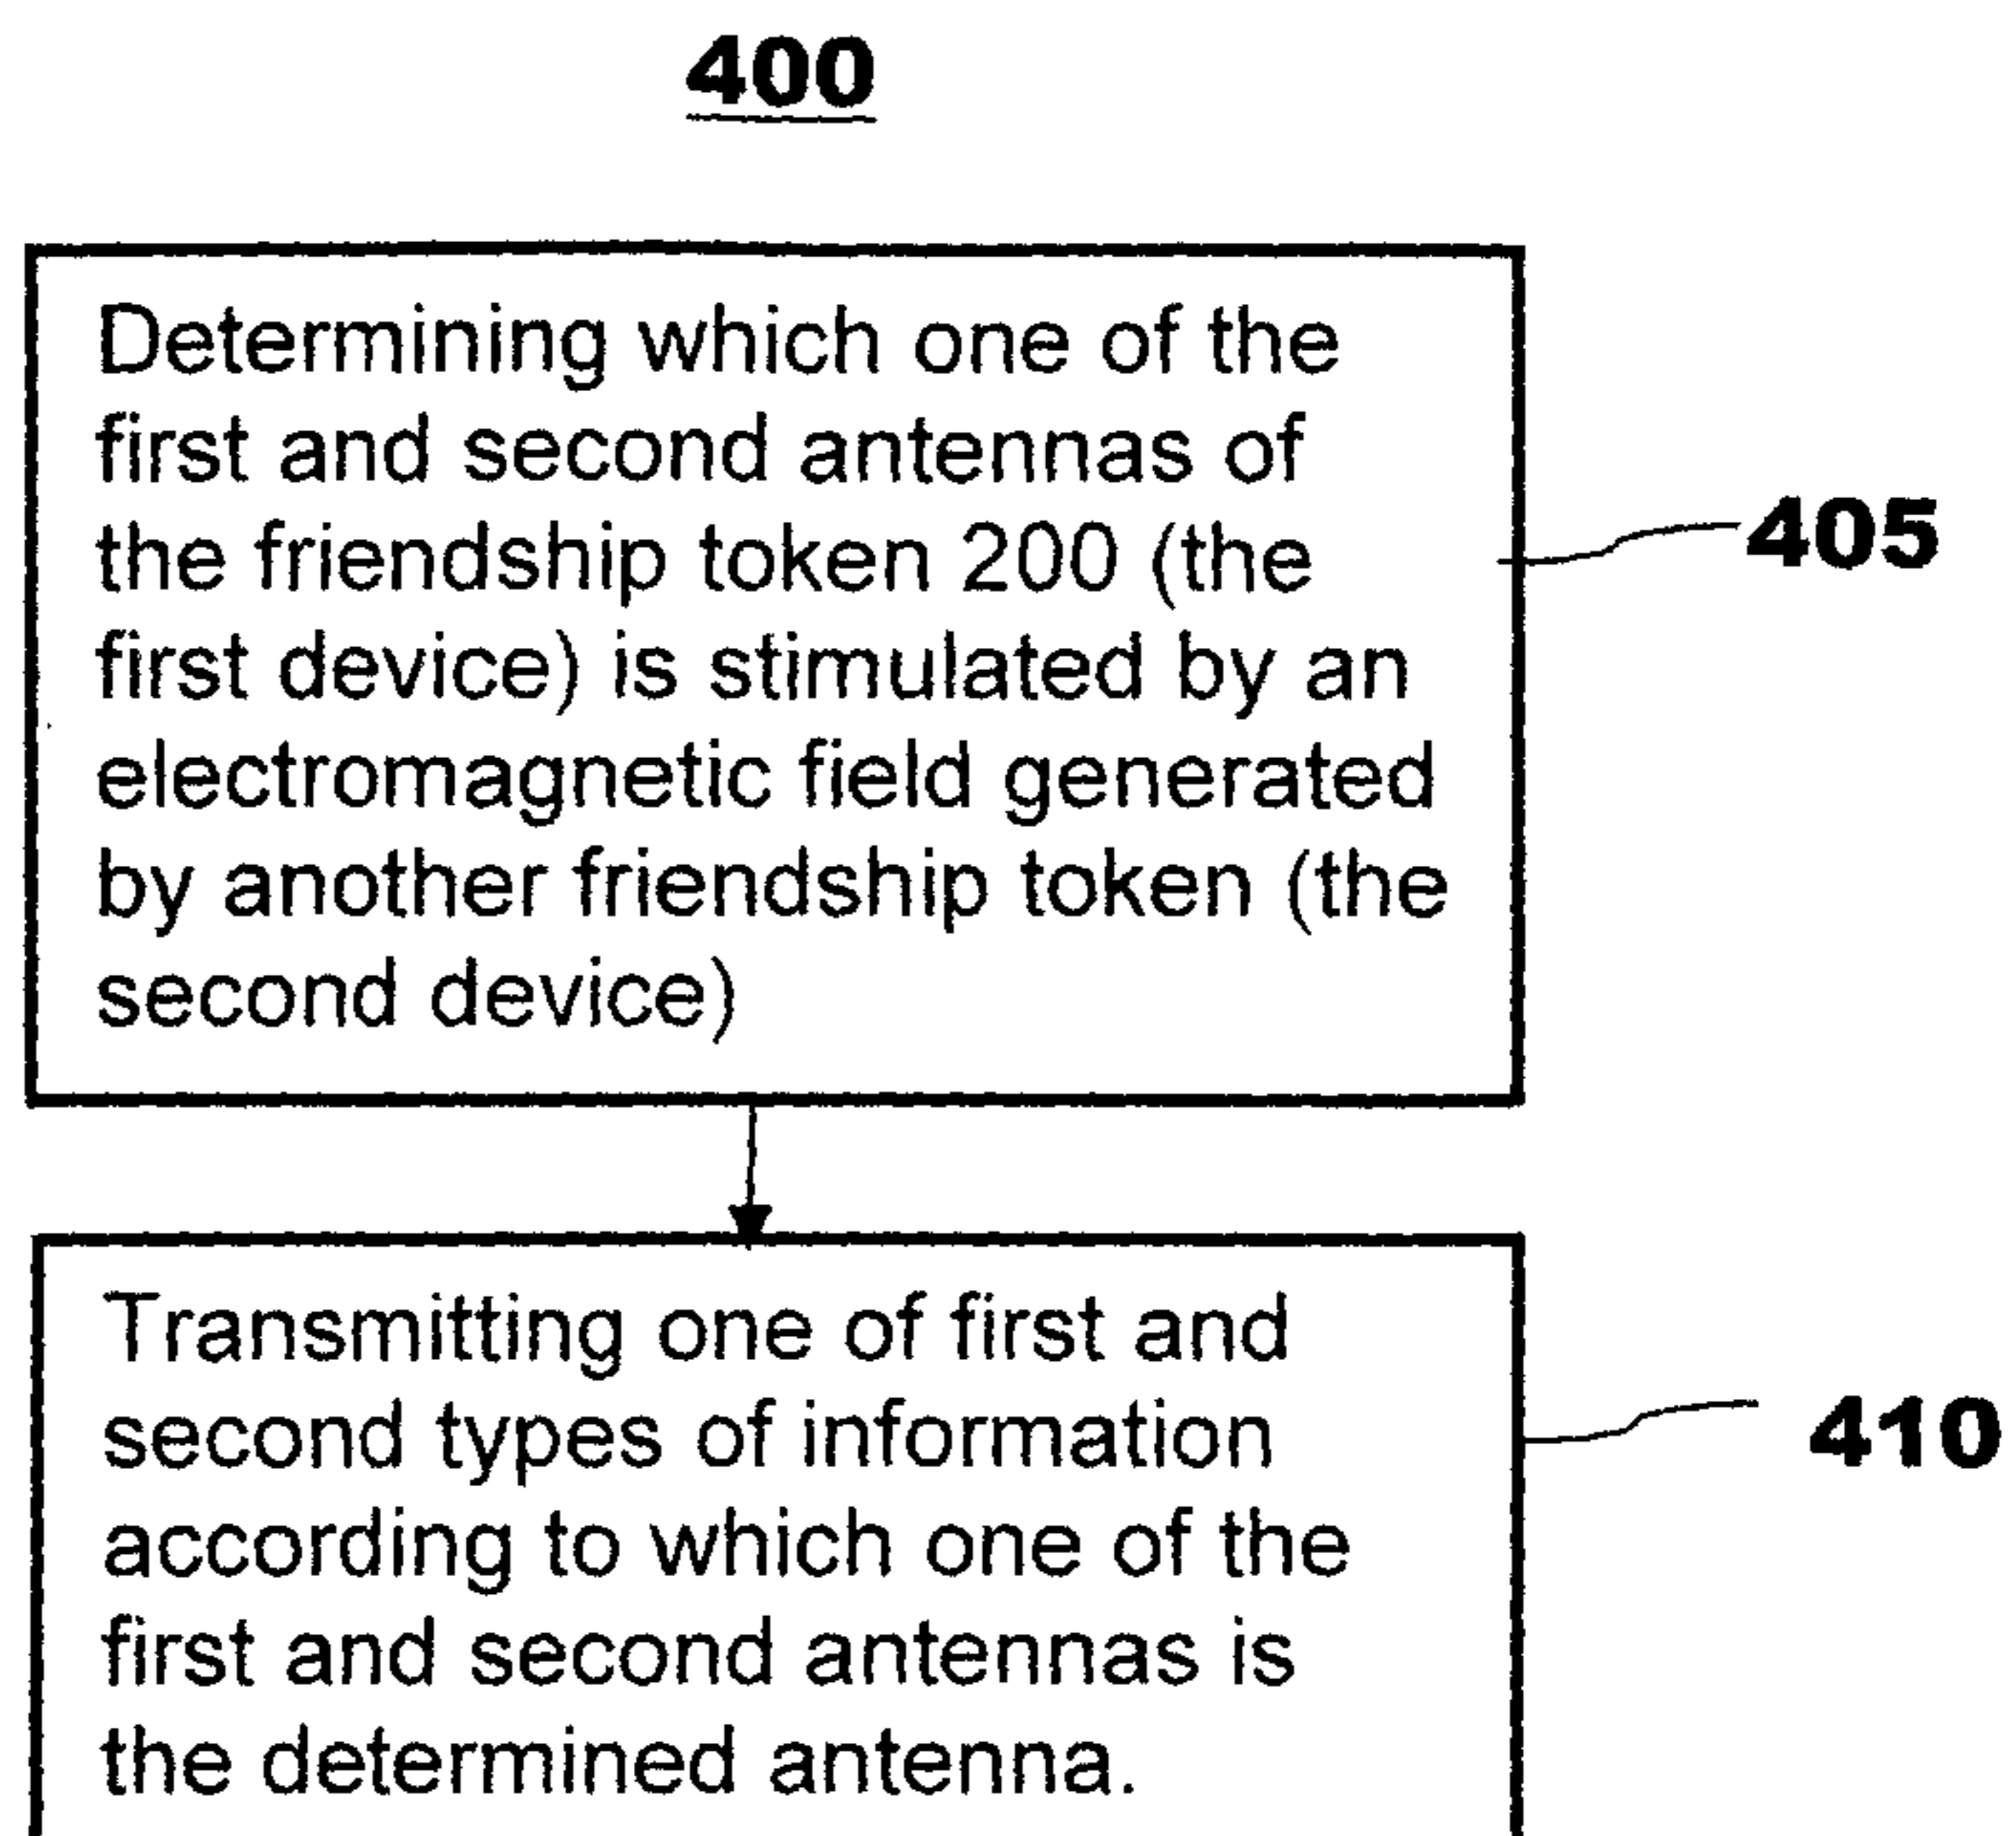 400
Determining which one of the
first and second antennas of
the friendship token 200 (the
first device) is stimulated by an
electromagnetic field generated
by another friendship token (the
second device)
405
Transmitting one of first and
second types of information
according to which one of the
first and second antennas is
the determined antenna.
410